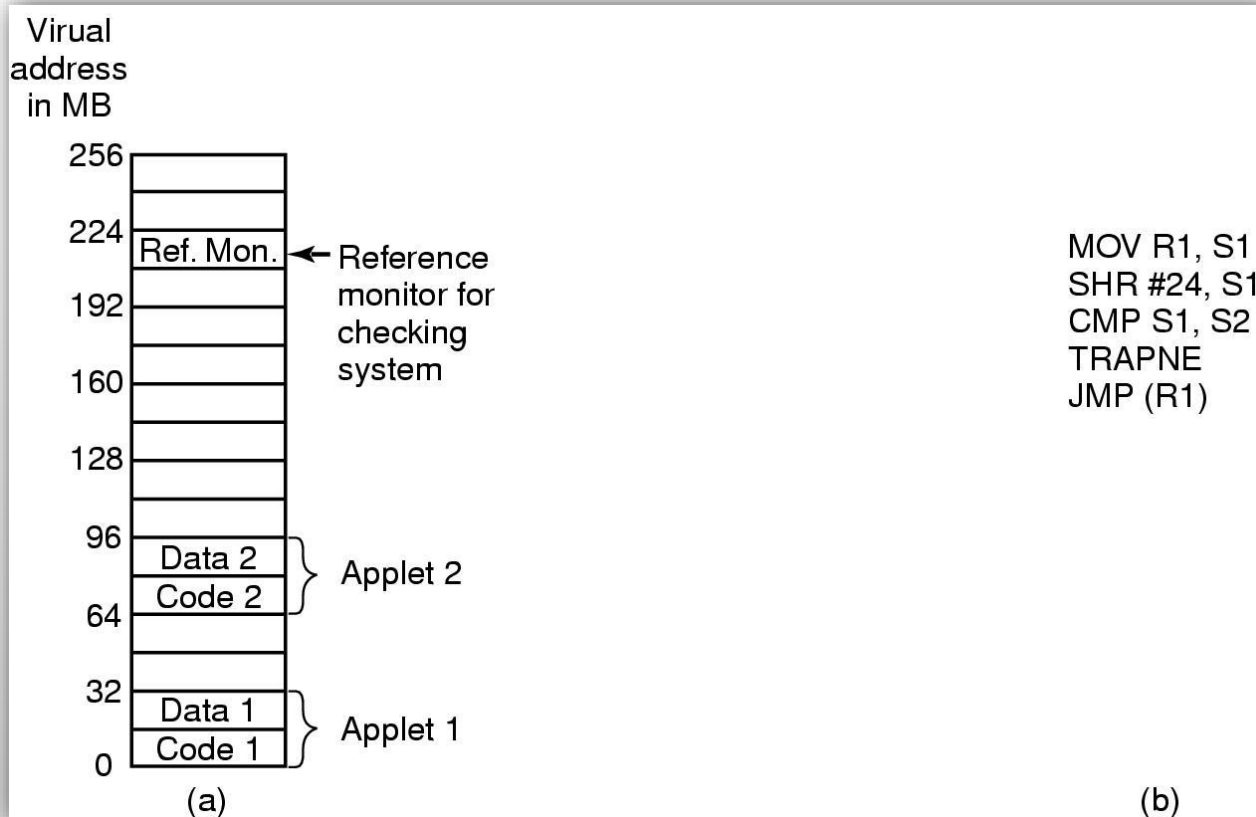 Virual
address
in MB
256
224
Ref. Mon.
Reference
monitor for
checking
system
192
160
128
96
Data 2
Code 2
Applet 2
64
32
Data 1
Code 1
Applet 1
0
(a)
MOV R1, S1
SHR #24, S1
CMP S1, S2
TRAPNE
JMP (R1)
(b)